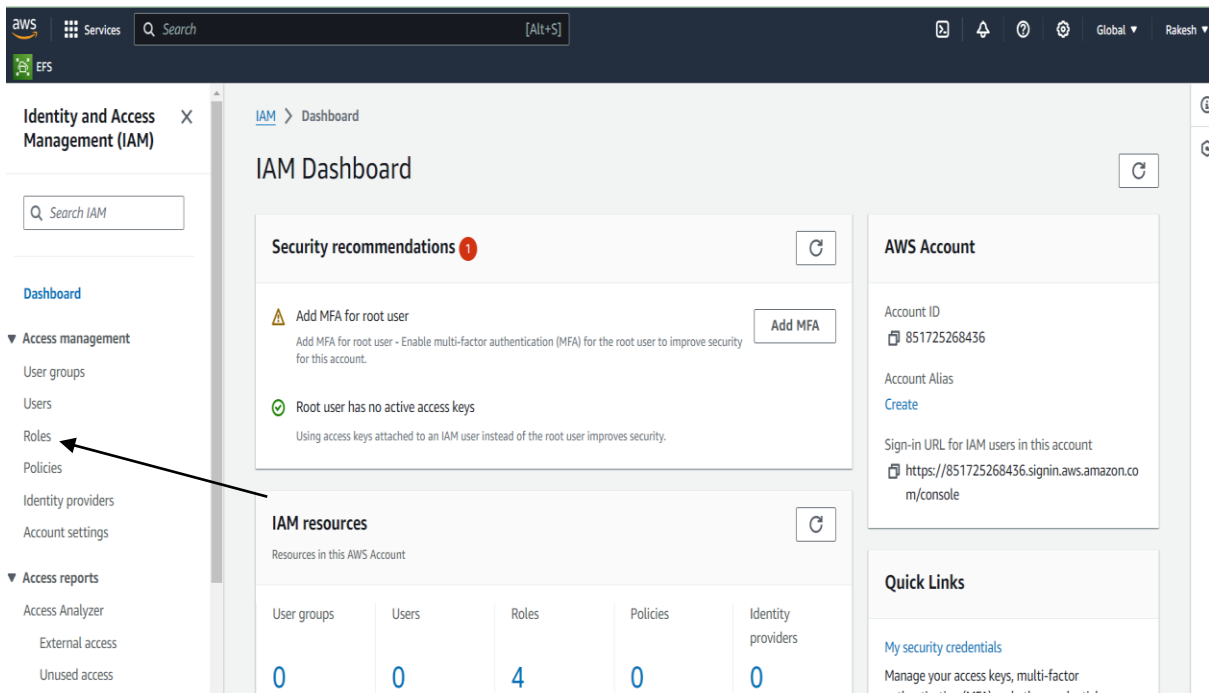 aws
Services
Search
[Alt+S]
Global
Rakesh
EFS
Identity and Access
Management (IAM)
Search IAM
Dashboard
Access management
User groups
Users
Roles
Policies
Identity providers
Account settings
Access reports
Access Analyzer
External access
Unused access
IAM > Dashboard
IAM Dashboard
Security recommendations 1
Add MFA for root user
Add MFA for root user - Enable multi-factor authentication (MFA) for the root user to improve security
for this account.
Add MFA
Root user has no active access keys
Using access keys attached to an IAM user instead of the root user improves security.
IAM resources
Resources in this AWS Account
User groups
Users
Roles
Policies
Identity
providers
0
0
4
0
0
AWS Account
Account ID
851725268436
Account Alias
Create
Sign-in URL for IAM users in this account
https://851725268436.signin.aws.amazon.co
m/console
Quick Links
My security credentials
Manage your access keys, multi-factor